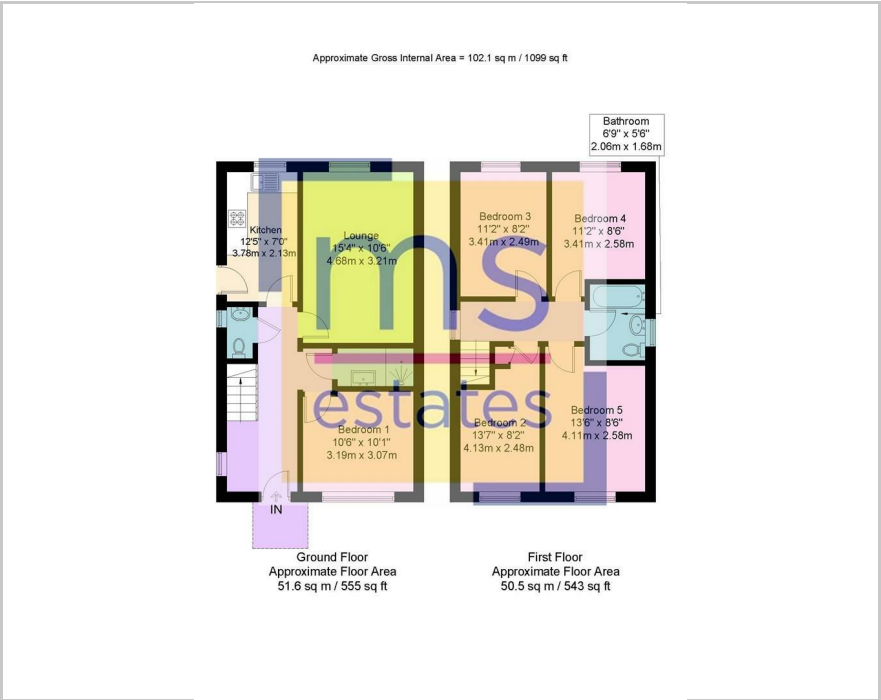 Approximate Gross Internal Area = 102.1 sq m / 1099 sq ft
Bathroom
6'9" x 5'6"
2.06m x 1.68m
Kitchen
12'5" x 7'0"
3.78m x 2.13m
Lounge
15'4" x 10'6"
4.68m x 3.21m
Bedroom 3
11'2" x 8'2"
3.41m x 2.49m
Bedroom 4
11'2" x 8'6"
3.41m x 2.58m
ms
estates
Bedroom 1
10'6" x 10'1"
3.19m x 3.07m
Bedroom 2
13'7" x 8'2"
4.13m x 2.48m
Bedroom 5
13'6" x 8'6"
4.11m x 2.58m
IN
Ground Floor
Approximate Floor Area
51.6 sq m / 555 sq ft
First Floor
Approximate Floor Area
50.5 sq m / 543 sq ft